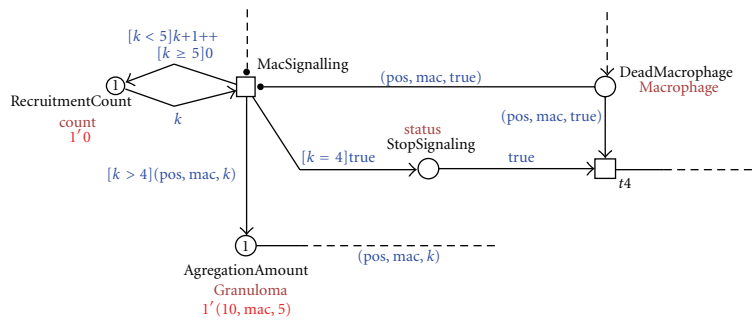 [k < 5]k+1++
[k ≥ 5]0
MacSignalling
(pos, mac, true)
DeadMacrophage
Macrophage
1
RecruitmentCount
count
1′0
k
(pos, mac, true)
status
StopSignaling
[k > 4](pos, mac, k)
[k = 4]true
true
t4
1
(pos, mac, k)
AgregationAmount
Granuloma
1′(10, mac, 5)